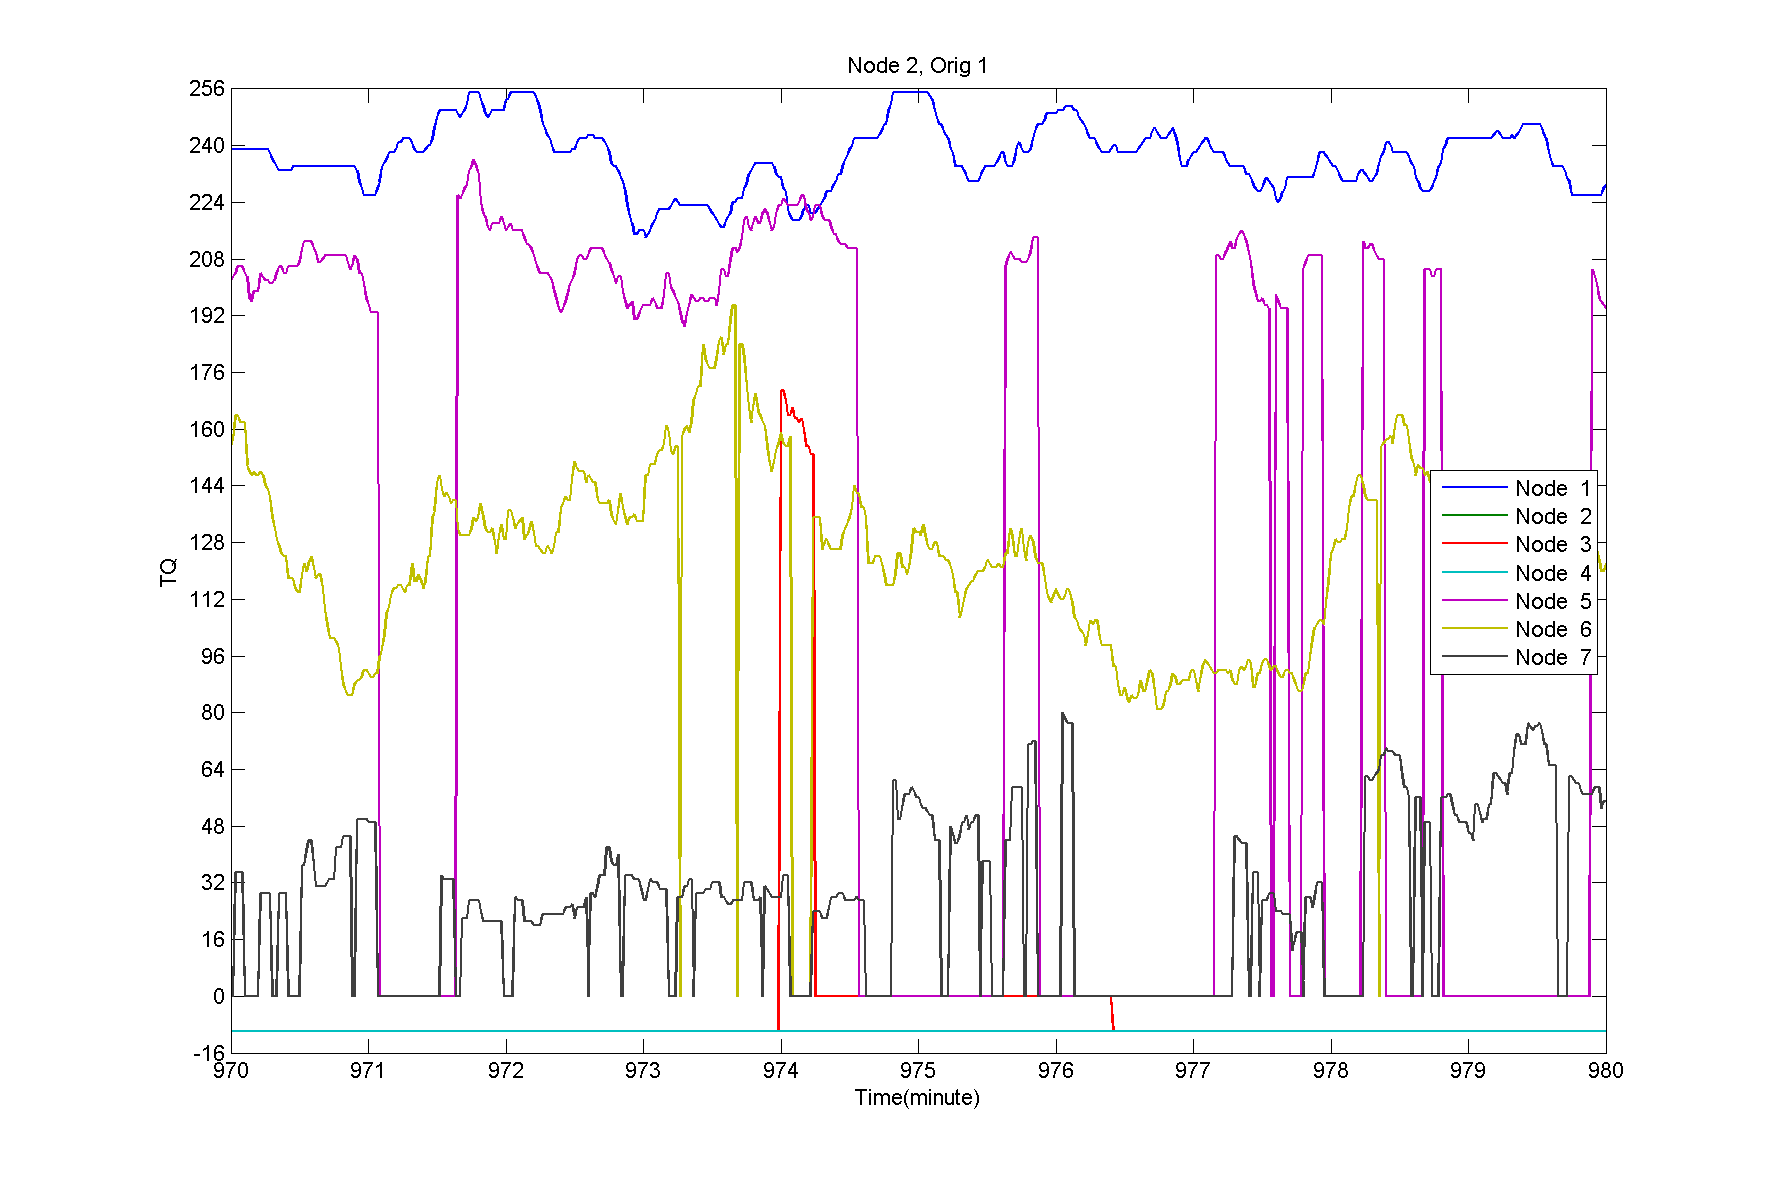 Node 2, Orig 1
256
240
224
208
192
176
160
144
128
112
96
80
64
48
32
16
0
-16
TQ
Node 1
Node 2
Node 3
Node 4
Node 5
Node 6
Node 7
970 971 972 973 974 975 976 977 978 979 980
Time(minute)